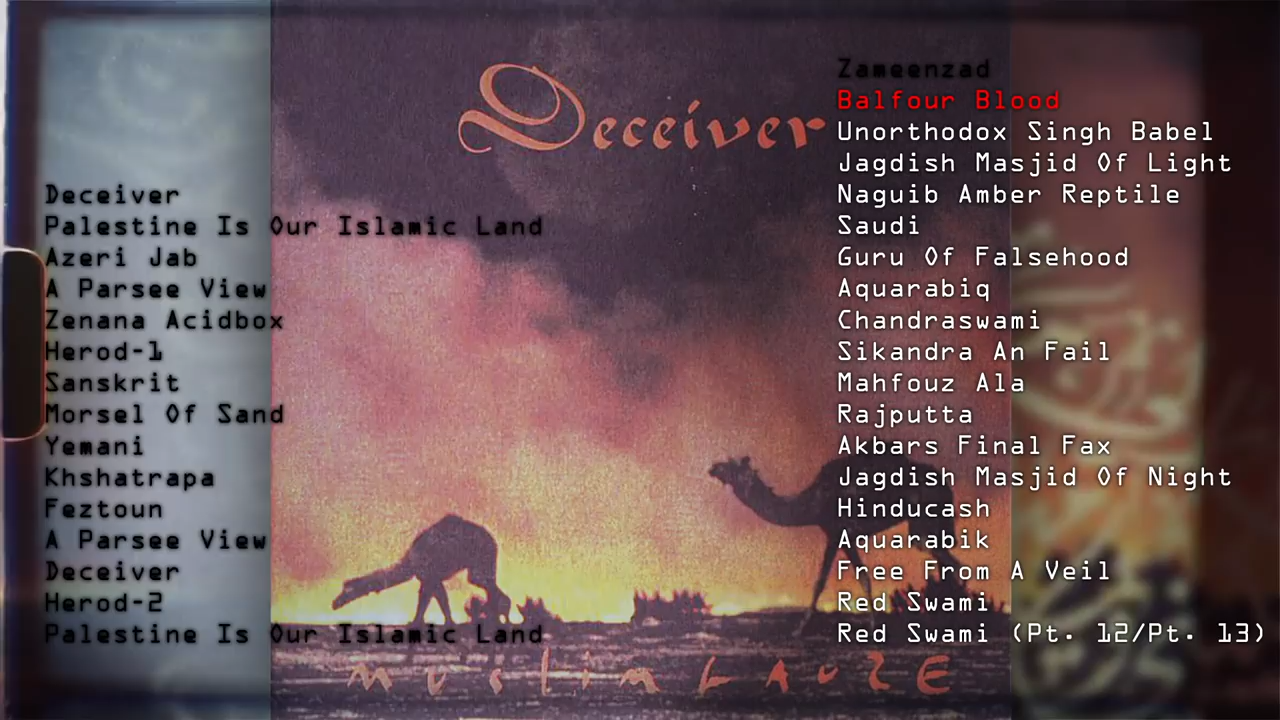 Deceiver
Deceiver
Palestine Is Our Islamic Land
Azeri Jab
A Parsee View
Zenana Acidbox
Herod-1
Sanskrit
Morsel Of Sand
Yemani
Khshatrapa
Feztoun
A Parsee View
Deceiver
Herod-2
Palestine Is Our Islamic Land
Zameenzad
Balfour Blood
Unorthodox Singh Babel
Jagdish Masjid Of Light
Naguib Amber Reptile
Saudi
Guru Of Falsehood
Aquarabiq
Chandraswami
Sikandra An Fail
Mahfouz Ala
Rajputta
Akbars Final Fax
Jagdish Masjid Of Night
Hinducash
Aquarabik
Free From A Veil
Red Swami
Red Swami (Pt. 12/Pt. 13)
muslimGAUZE